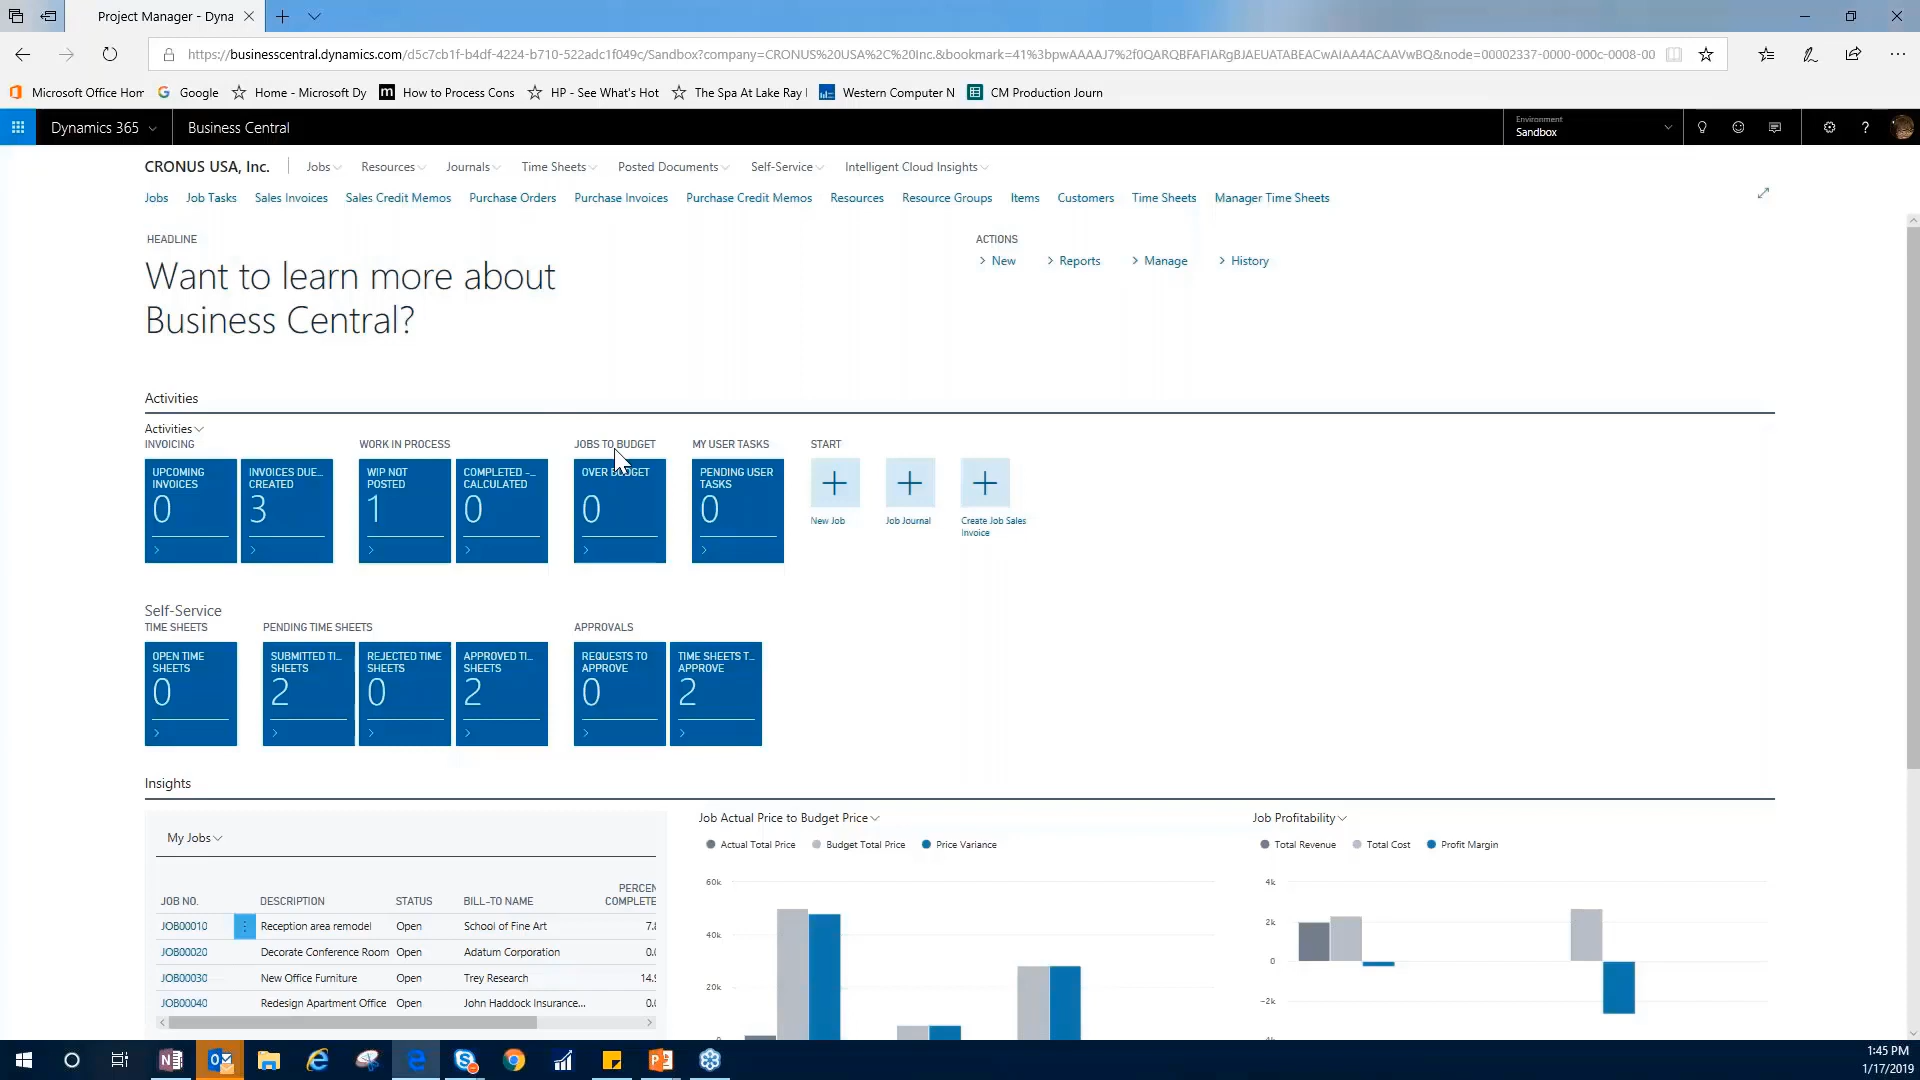 Project Manager - Dyna
https://businesscentral.dynamics.com/d5c7cb1f-b4df-4224-b710-522adc1f049c/Sandbox?company=CRONUS%20USA%2C%20Inc.&bookmark=41%3bpwAAAAJ7%2f0QARQBFAFIARgBJAEUATABEACwAIAA4ACAAVwBQ&node=00002337-0000-000c-0008-00
Microsoft Office Hom
Google
Home - Microsoft Dy
How to Process Cons
HP - See What's Hot
The Spa At Lake Ray
Western Computer N
CM Production Journ
Dynamics 365
Business Central
Environment
Sandbox
?
CRONUS USA, Inc.
Jobs
Resources
Journals
Time Sheets
Posted Documents
Self-Service
Intelligent Cloud Insights
Jobs
Job Tasks
Sales Invoices
Sales Credit Memos
Purchase Orders
Purchase Invoices
Purchase Credit Memos
Resources
Resource Groups
Items
Customers
Time Sheets
Manager Time Sheets
HEADLINE
Want to learn more about
Business Central?
ACTIONS
New
Reports
Manage
History
Activities
Activities
INVOICING
WORK IN PROCESS
JOBS TO BUDGET
MY USER TASKS
START
UPCOMING
INVOICES
0
INVOICES DUE...
CREATED
3
WIP NOT
POSTED
1
COMPLETED -...
CALCULATED
0
OVER BUDGET
0
PENDING USER
TASKS
0
New Job
Job Journal
Create Job Sales
Invoice
Self-Service
TIME SHEETS
PENDING TIME SHEETS
APPROVALS
OPEN TIME
SHEETS
0
SUBMITTED TI...
SHEETS
2
REJECTED TIME
SHEETS
0
APPROVED TI...
SHEETS
2
REQUESTS TO
APPROVE
0
TIME SHEETS T...
APPROVE
2
Insights
My Jobs
JOB NO. DESCRIPTION STATUS BILL-TO NAME PERCEN COMPLETE
JOB00010 Reception area remodel Open School of Fine Art 7.8
JOB00020 Decorate Conference Room Open Adatum Corporation 0.0
JOB00030 New Office Furniture Open Trey Research 14.9
JOB00040 Redesign Apartment Office Open John Haddock Insurance... 0.0
Job Actual Price to Budget Price
Actual Total Price
Budget Total Price
Price Variance
60k
40k
20k
0
Job Profitability
Total Revenue
Total Cost
Profit Margin
4k
2k
0
-2k
-4k
1:45 PM
1/17/2019